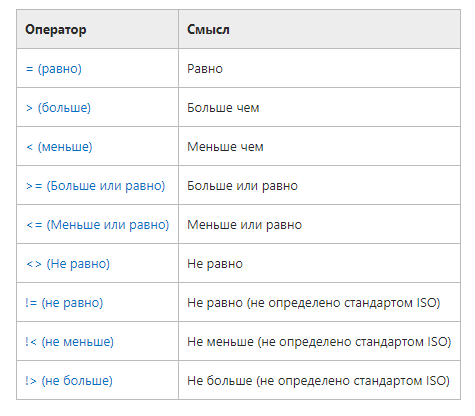 Оператор Смысл
= (равно) Равно
> (больше) Больше чем
< (меньше) Меньше чем
>= (Больше или равно) Больше или равно
<= (Меньше или равно) Меньше или равно
<> (Не равно) Не равно
!= (не равно) Не равно (не определено стандартом ISO)
!< (не меньше) Не меньше (не определено стандартом ISO)
!> (не больше) Не больше (не определено стандартом ISO)